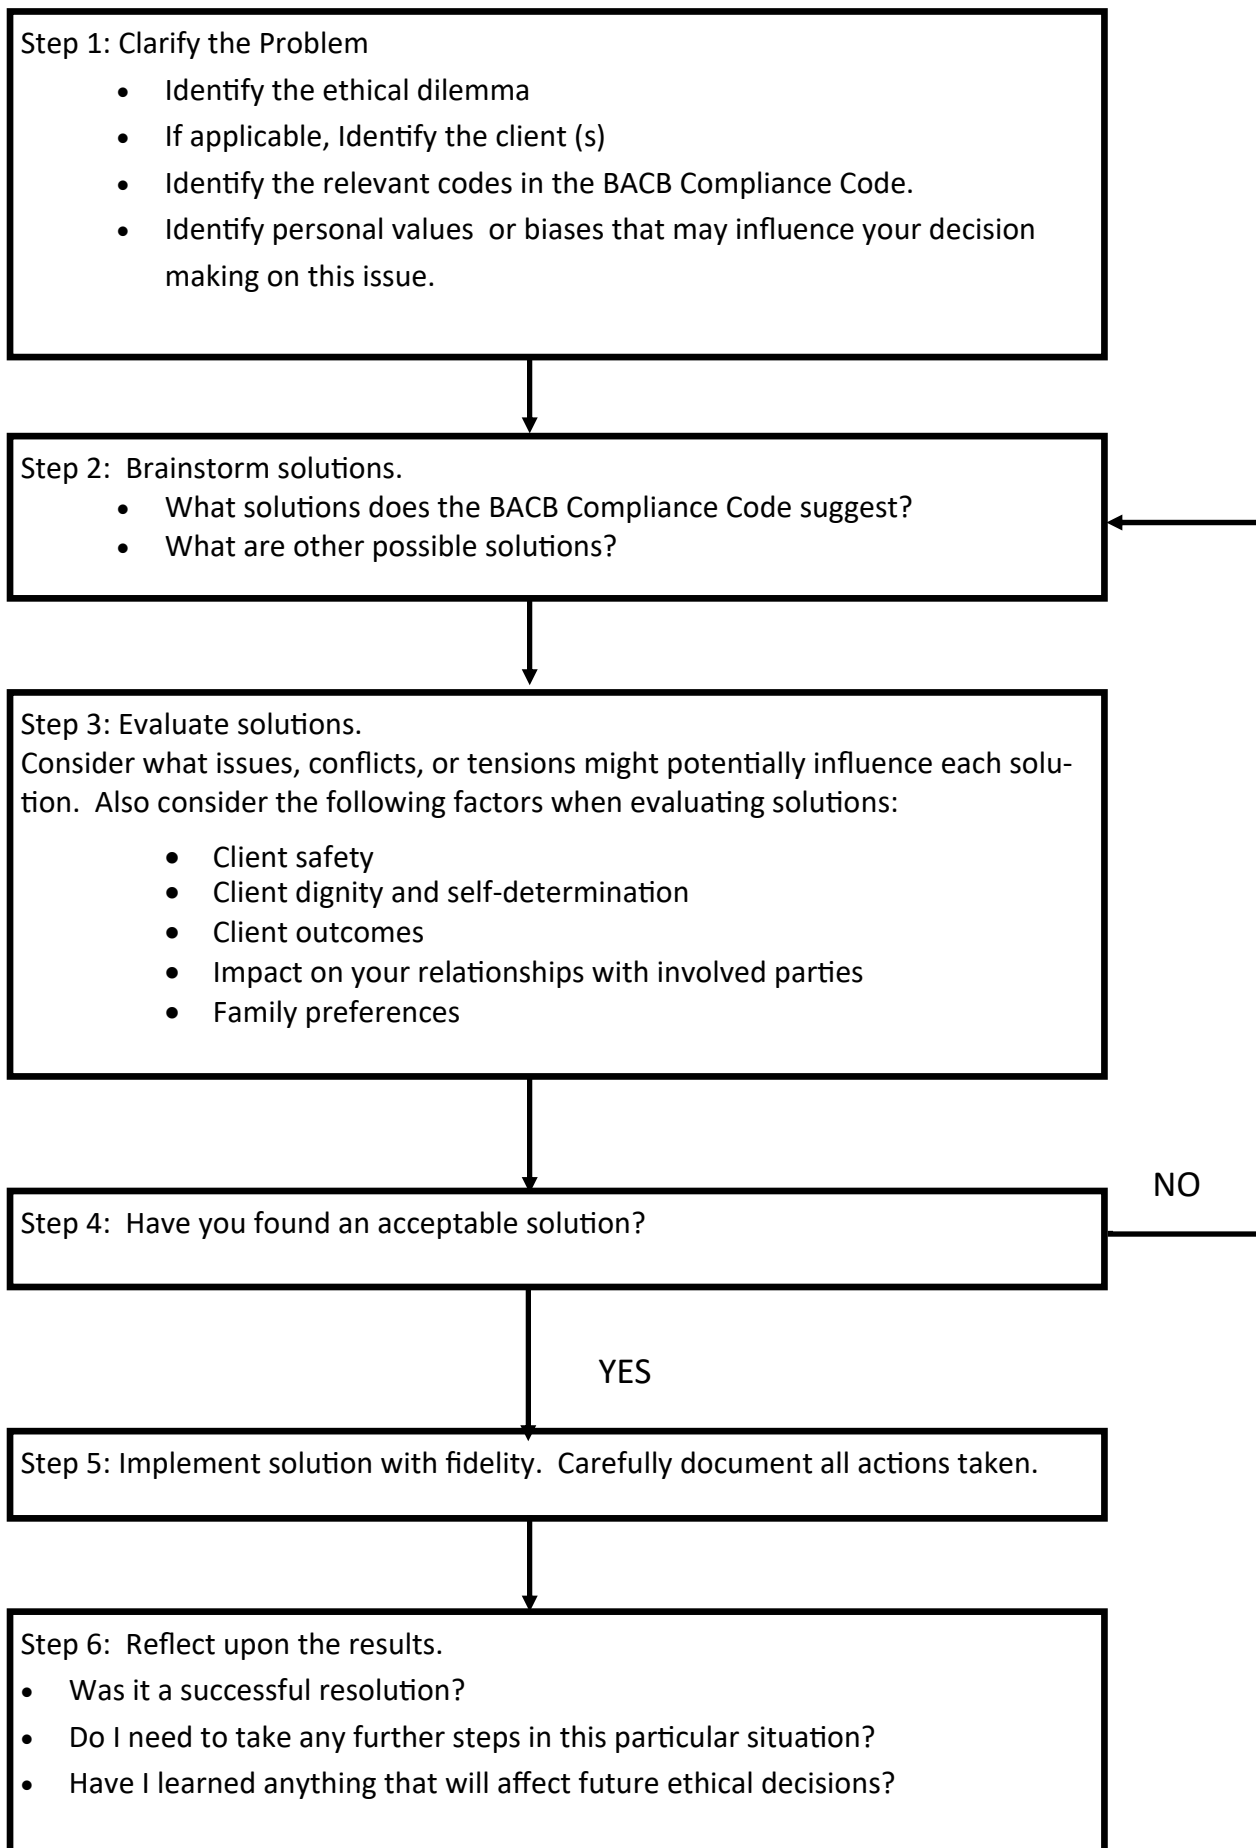 Step 1: Clarify the Problem
• Identify the ethical dilemma
• If applicable, Identify the client (s)
• Identify the relevant codes in the BACB Compliance Code.
• Identify personal values  or biases that may influence your decision
making on this issue.
Step 2:  Brainstorm solutions.
• What solutions does the BACB Compliance Code suggest?
• What are other possible solutions?
Step 3: Evaluate solutions.
Consider what issues, conflicts, or tensions might potentially influence each solu-
tion.  Also consider the following factors when evaluating solutions:
• Client safety
• Client dignity and self-determination
• Client outcomes
• Impact on your relationships with involved parties
• Family preferences
NO
Step 4:  Have you found an acceptable solution?
YES
Step 5: Implement solution with fidelity.  Carefully document all actions taken.
Step 6:  Reflect upon the results.
• Was it a successful resolution?
• Do I need to take any further steps in this particular situation?
• Have I learned anything that will affect future ethical decisions?